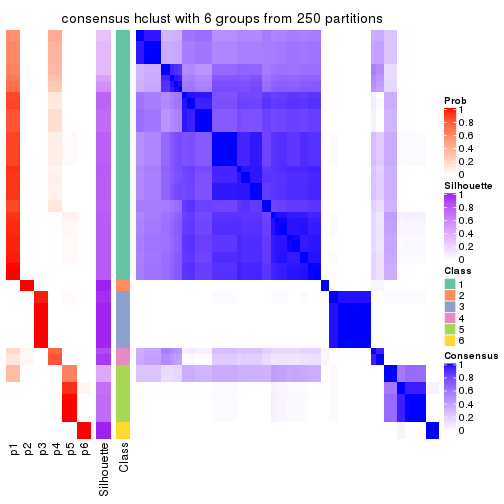 consensus hclust with 6 groups from 250 partitions
Prob
1
0.8
0.6
0.4
0.2
0
Silhouette
1
0.8
0.6
0.4
0.2
0
Class
1
2
3
4
5
6
Consensus
1
0.8
0.6
0.4
0.2
0
p1
p2
p3
p4
p5
p6
Silhouette
Class